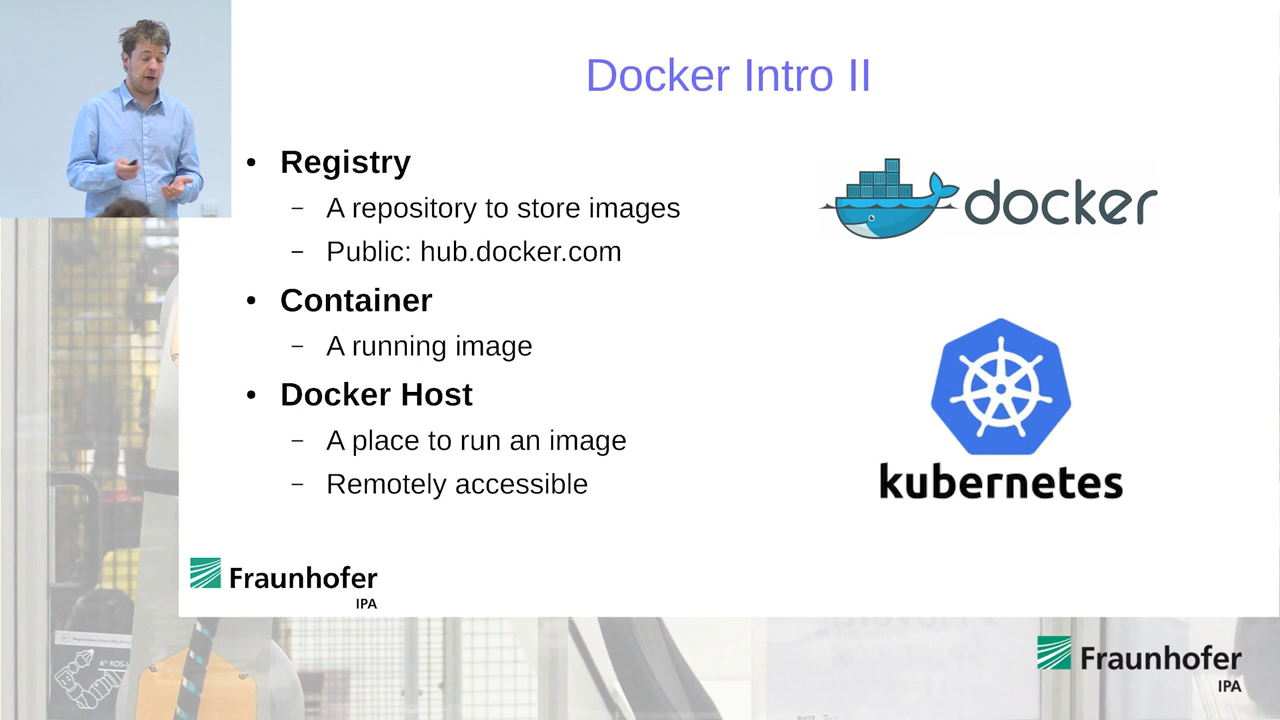 Docker Intro II
• Registry
– A repository to store images
– Public: hub.docker.com
• Container
– A running image
• Docker Host
– A place to run an image
– Remotely accessible
docker
kubernetes
Fraunhofer
IPA
Fraunhofer
IPA